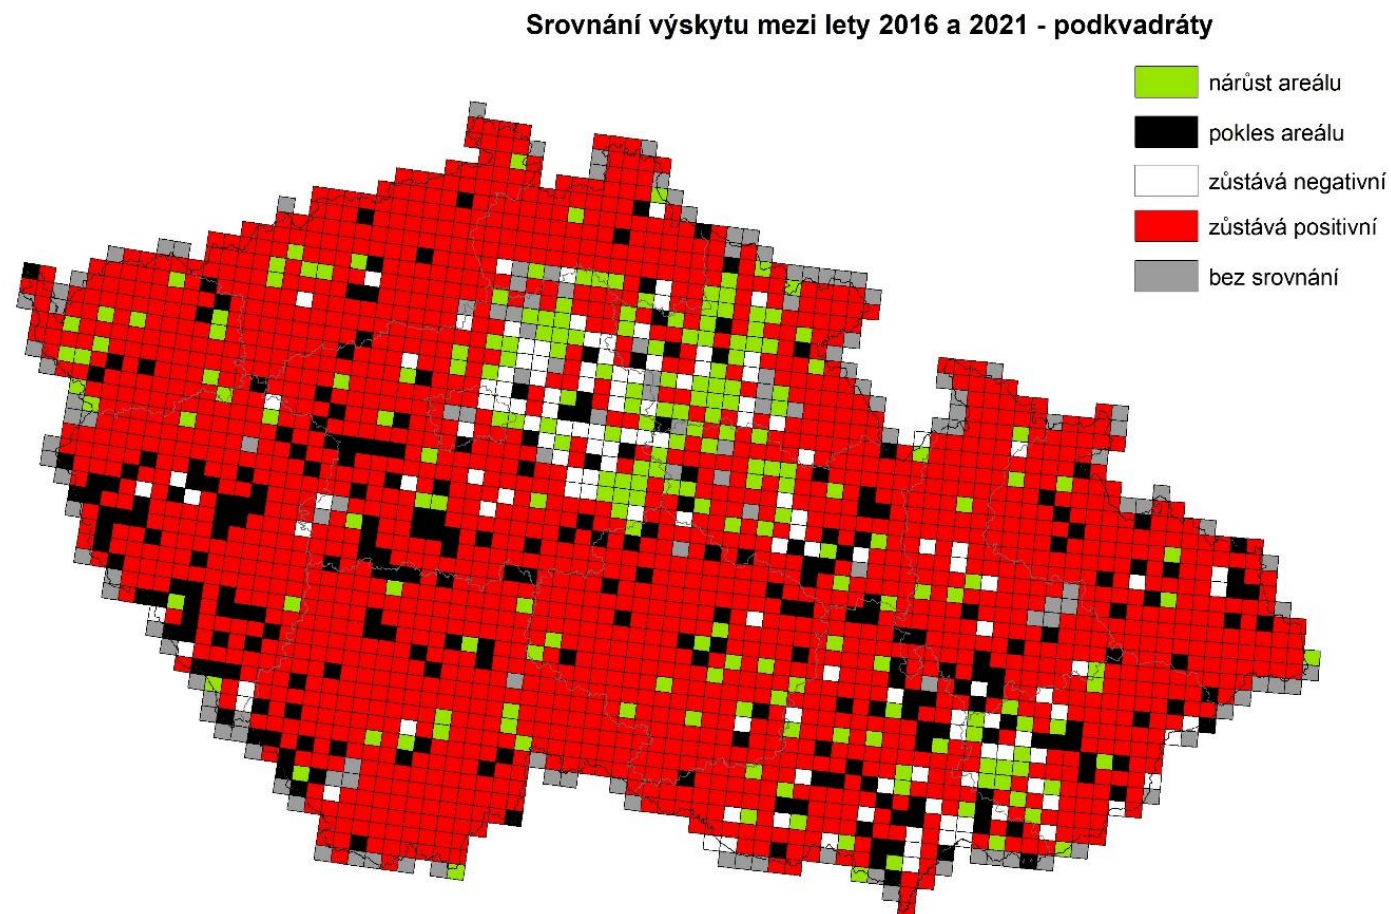 Srovnání výskytu mezi lety 2016 a 2021 - podkvadráty
nárůst areálu
pokles areálu
zůstává negativní
zůstává positivní
bez srovnání